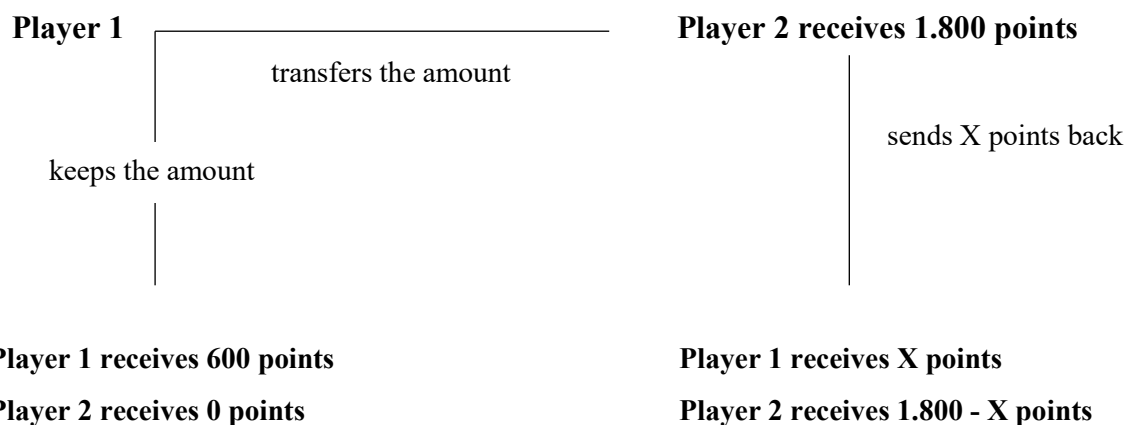 Player 1
Player 2 receives 1.800 points
transfers the amount
sends X points back
keeps the amount
Player 1 receives 600 points
Player 1 receives X points
Player 2 receives 0 points
Player 2 receives 1.800 - X points